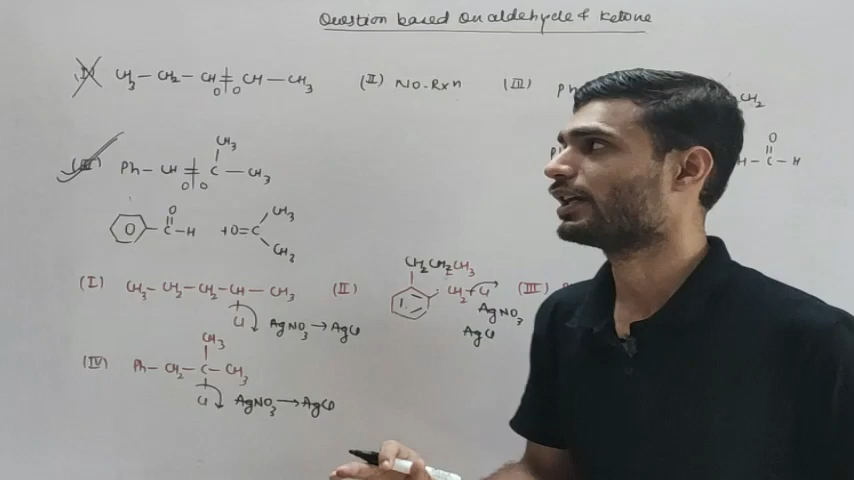 Question based on aldehyde & Ketone
(I) CH3 — CH2 — CH = CH — CH3 (II) NO-Rxn (III) Ph
O O
CH2
CH3
(III) Ph — CH = C — CH3
O O
O
H — C — H
O
C — H + O = C
CH3
CH3
(I) CH3 — CH2 — CH2 — CH — CH3 (II) CH2CH2CH3 (III)
CH2 — Cl
Cl AgNO3 → AgCl AgNO3
AgCl
CH3
(IV) Ph — CH2 — C — CH3
Cl AgNO3 → AgCl